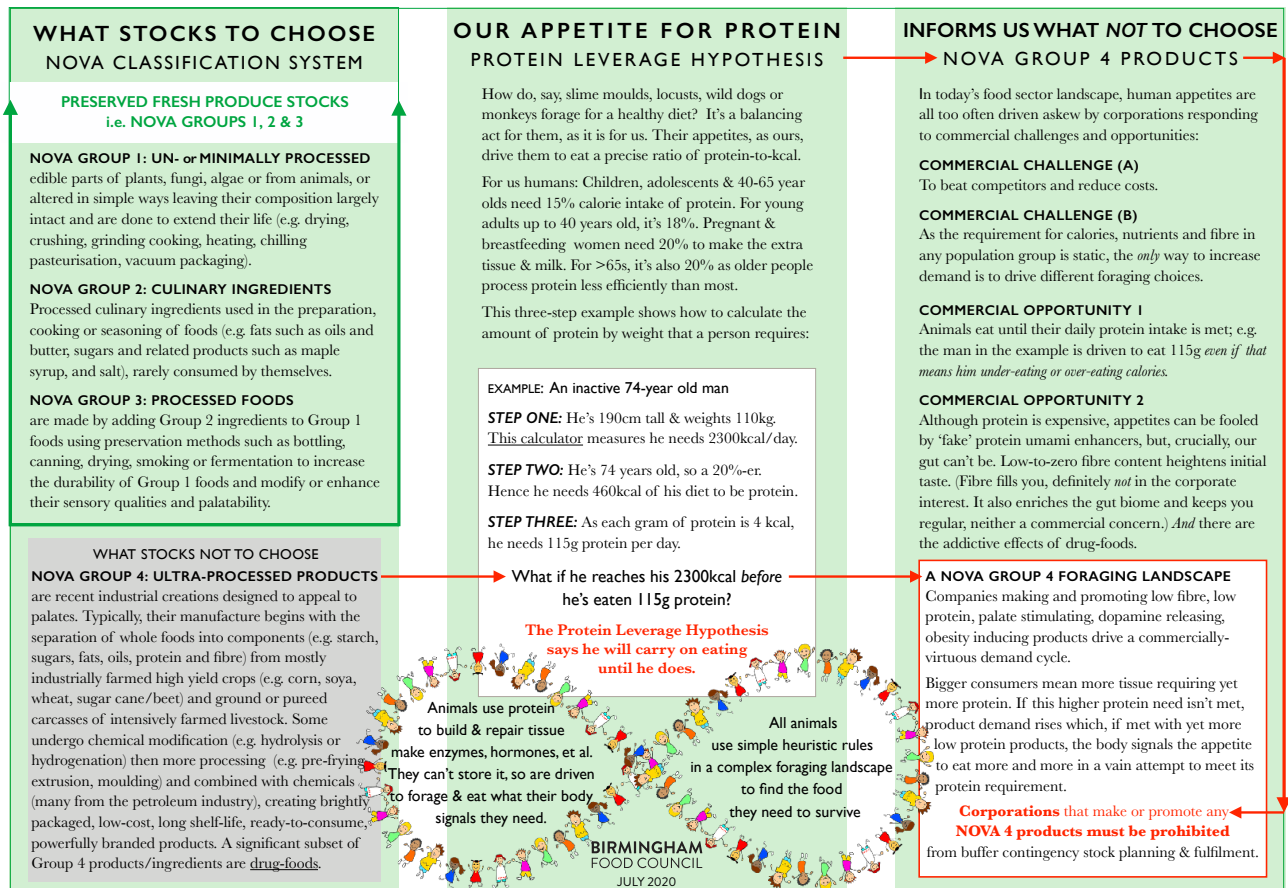 WHAT STOCKS TO CHOOSE
NOVA CLASSIFICATION SYSTEM
PRESERVED FRESH PRODUCE STOCKS
i.e. NOVA GROUPS 1, 2 & 3
NOVA GROUP 1: UN- or MINIMALLY PROCESSED
edible parts of plants, fungi, algae or from animals, or
altered in simple ways leaving their composition largely
intact and are done to extend their life (e.g. drying,
crushing, grinding cooking, heating, chilling
pasteurisation, vacuum packaging).
NOVA GROUP 2: CULINARY INGREDIENTS
Processed culinary ingredients used in the preparation,
cooking or seasoning of foods (e.g. fats such as oils and
butter, sugars and related products such as maple
syrup, and salt), rarely consumed by themselves.
NOVA GROUP 3: PROCESSED FOODS
are made by adding Group 2 ingredients to Group 1
foods using preservation methods such as bottling,
canning, drying, smoking or fermentation to increase
the durability of Group 1 foods and modify or enhance
their sensory qualities and palatability.
WHAT STOCKS NOT TO CHOOSE
NOVA GROUP 4: ULTRA-PROCESSED PRODUCTS
are recent industrial creations designed to appeal to
palates. Typically, their manufacture begins with the
separation of whole foods into components (e.g. starch,
sugars, fats, oils, protein and fibre) from mostly
industrially farmed high yield crops (e.g. corn, soya,
wheat, sugar cane/beet) and ground or pureed
carcasses of intensively farmed livestock. Some
undergo chemical modification (e.g. hydrolysis or
hydrogenation) then more processing (e.g. pre-frying,
extrusion, moulding) and combined with chemicals
(many from the petroleum industry), creating brightly
packaged, low-cost, long shelf-life, ready-to-consume,
powerfully branded products. A significant subset of
Group 4 products/ingredients are drug-foods.
OUR APPETITE FOR PROTEIN
PROTEIN LEVERAGE HYPOTHESIS
How do, say, slime moulds, locusts, wild dogs or
monkeys forage for a healthy diet? It's a balancing
act for them, as it is for us. Their appetites, as ours,
drive them to eat a precise ratio of protein-to-kcal.
For us humans: Children, adolescents & 40-65 year
olds need 15% calorie intake of protein. For young
adults up to 40 years old, it's 18%. Pregnant &
breastfeeding women need 20% to make the extra
tissue & milk. For >65s, it's also 20% as older people
process protein less efficiently than most.
This three-step example shows how to calculate the
amount of protein by weight that a person requires:
EXAMPLE: An inactive 74-year old man
STEP ONE: He's 190cm tall & weights 110kg.
This calculator measures he needs 2300kcal/day.
STEP TWO: He's 74 years old, so a 20%-er.
Hence he needs 460kcal of his diet to be protein.
STEP THREE: As each gram of protein is 4 kcal,
he needs 115g protein per day.
What if he reaches his 2300kcal before
he's eaten 115g protein?
The Protein Leverage Hypothesis
says he will carry on eating
until he does.
Animals use protein
to build & repair tissue
make enzymes, hormones, et al.
They can't store it, so are driven
to forage & eat what their body
signals they need.
All animals
use simple heuristic rules
in a complex foraging landscape
to find the food
they need to survive
BIRMINGHAM
FOOD COUNCIL
JULY 2020
INFORMS US WHAT NOT TO CHOOSE
NOVA GROUP 4 PRODUCTS
In today's food sector landscape, human appetites are
all too often driven askew by corporations responding
to commercial challenges and opportunities:
COMMERCIAL CHALLENGE (A)
To beat competitors and reduce costs.
COMMERCIAL CHALLENGE (B)
As the requirement for calories, nutrients and fibre in
any population group is static, the only way to increase
demand is to drive different foraging choices.
COMMERCIAL OPPORTUNITY 1
Animals eat until their daily protein intake is met; e.g.
the man in the example is driven to eat 115g even if that
means him under-eating or over-eating calories.
COMMERCIAL OPPORTUNITY 2
Although protein is expensive, appetites can be fooled
by 'fake' protein umami enhancers, but, crucially, our
gut can't be. Low-to-zero fibre content heightens initial
taste. (Fibre fills you, definitely not in the corporate
interest. It also enriches the gut biome and keeps you
regular, neither a commercial concern.) And there are
the addictive effects of drug-foods.
A NOVA GROUP 4 FORAGING LANDSCAPE
Companies making and promoting low fibre, low
protein, palate stimulating, dopamine releasing,
obesity inducing products drive a commercially-
virtuous demand cycle.
Bigger consumers mean more tissue requiring yet
more protein. If this higher protein need isn't met,
product demand rises which, if met with yet more
low protein products, the body signals the appetite
to eat more and more in a vain attempt to meet its
protein requirement.
Corporations that make or promote any
NOVA 4 products must be prohibited
from buffer contingency stock planning & fulfilment.